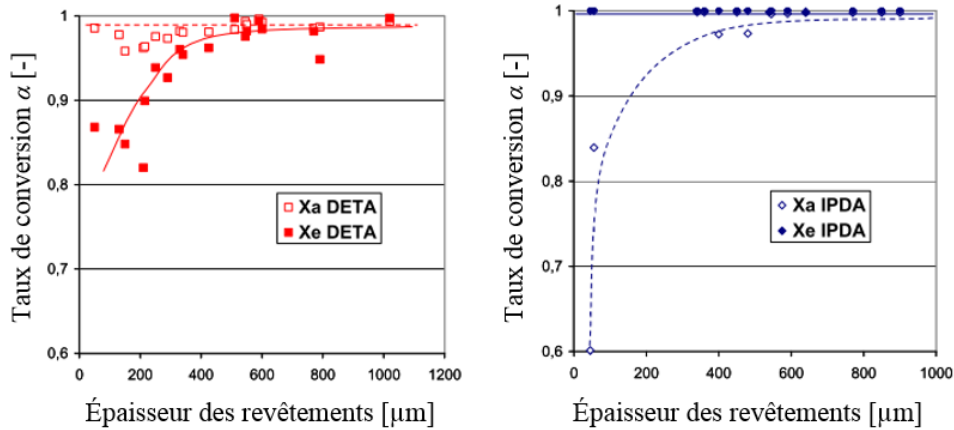 Taux de conversion α [-]
1
0,9
0,8
0,7
0,6
Xa DETA
Xe DETA
0 200 400 600 800 1000 1200
Épaisseur des revêtements [µm]
Taux de conversion α [-]
1
0,9
0,8
0,7
0,6
Xa IPDA
Xe IPDA
0 200 400 600 800 1000
Épaisseur des revêtements [µm]